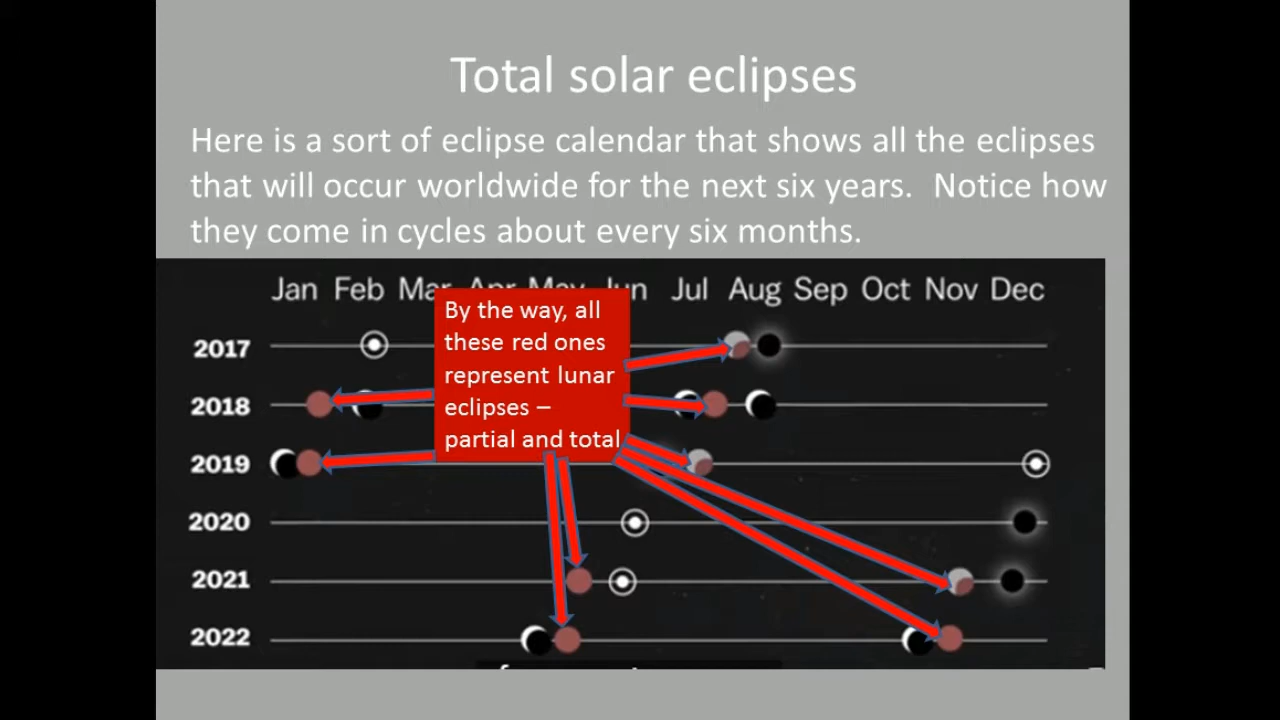 Total solar eclipses
Here is a sort of eclipse calendar that shows all the eclipses
that will occur worldwide for the next six years. Notice how
they come in cycles about every six months.
Jan Feb Mar Apr May Jun Jul Aug Sep Oct Nov Dec
By the way, all
these red ones
represent lunar
eclipses –
partial and total
2017
2018
2019
2020
2021
2022